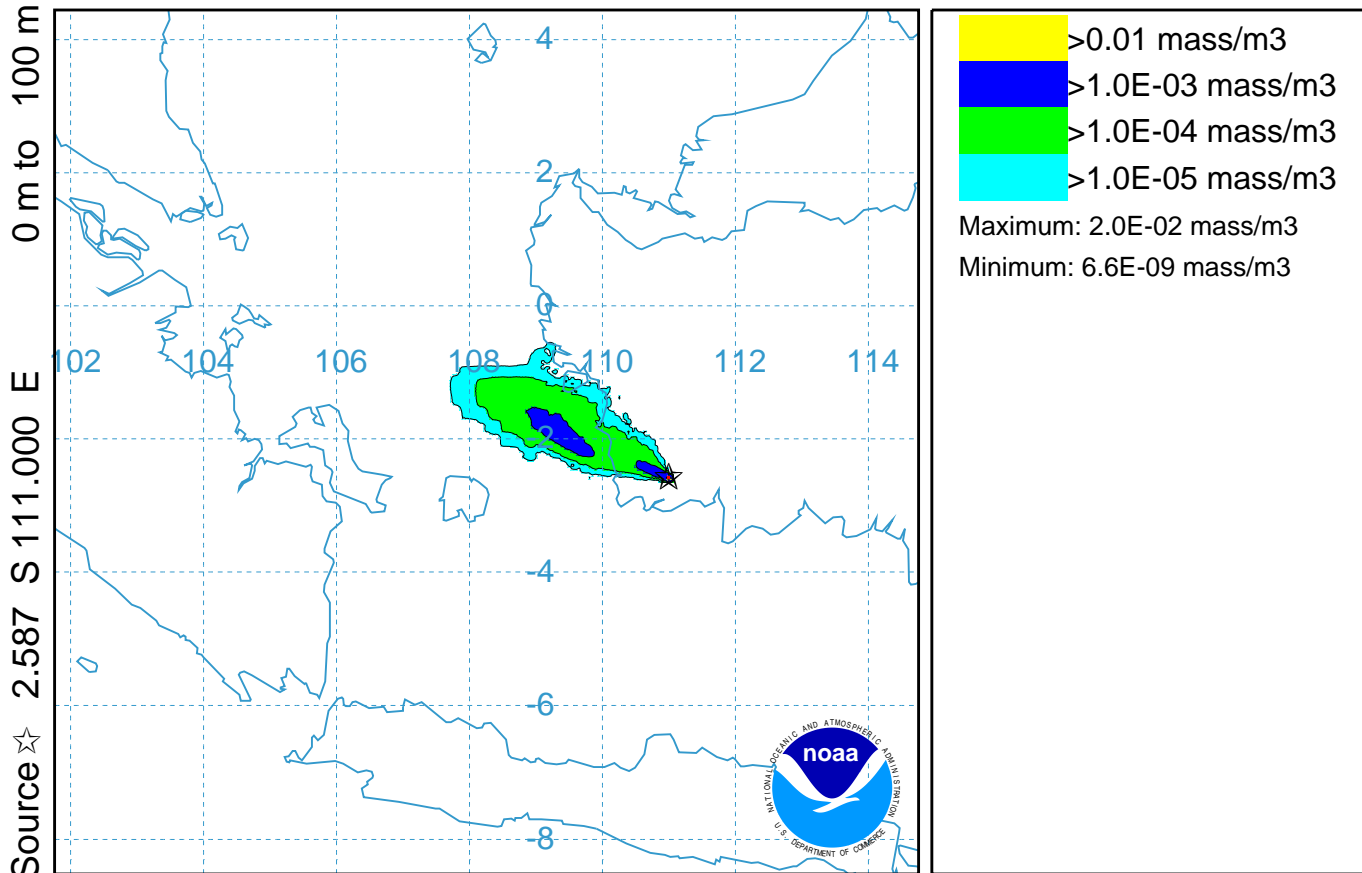 Source ☆ 2.587 S 111.000 E 0 m to 100 m
4
2
0
102 104 106 108 110 112 114
-2
-4
-6
-8
>0.01 mass/m3
>1.0E-03 mass/m3
>1.0E-04 mass/m3
>1.0E-05 mass/m3
Maximum: 2.0E-02 mass/m3
Minimum: 6.6E-09 mass/m3
NATIONAL OCEANIC AND ATMOSPHERIC ADMINISTRATION
noaa
U.S. DEPARTMENT OF COMMERCE